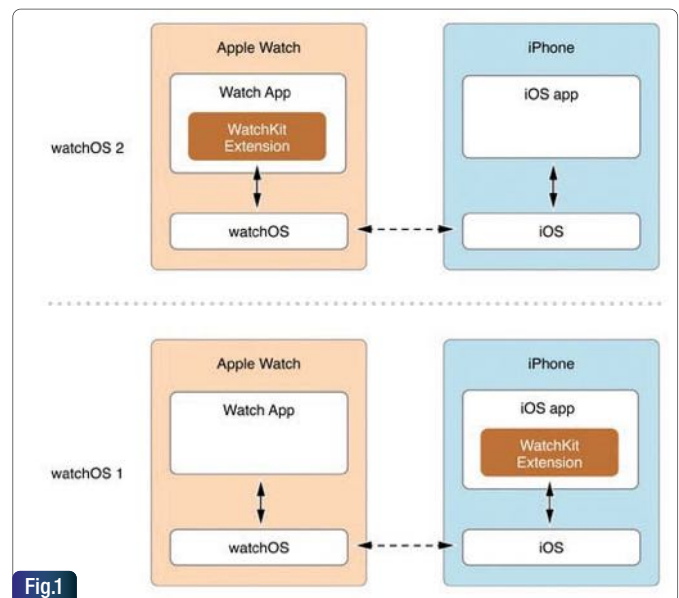 Apple Watch
iPhone
Watch App
iOS app
WatchKit
Extension
watchOS 2
watchOS
iOS
Apple Watch
iPhone
Watch App
iOS app
WatchKit
Extension
watchOS 1
watchOS
iOS
Fig.1